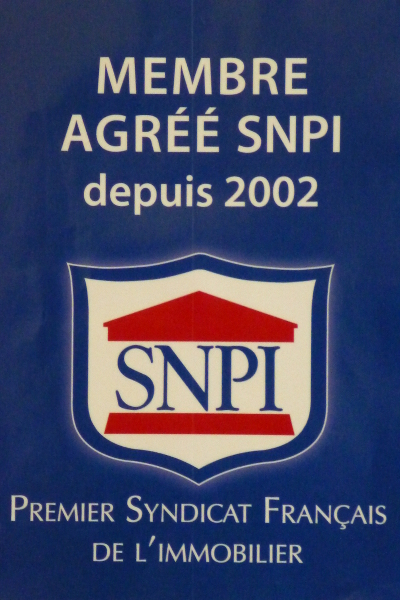 MEMBRE
AGRÉÉ SNPI
depuis 2002
SNPI
PREMIER SYNDICAT FRANÇAIS
DE L'IMMOBILIER